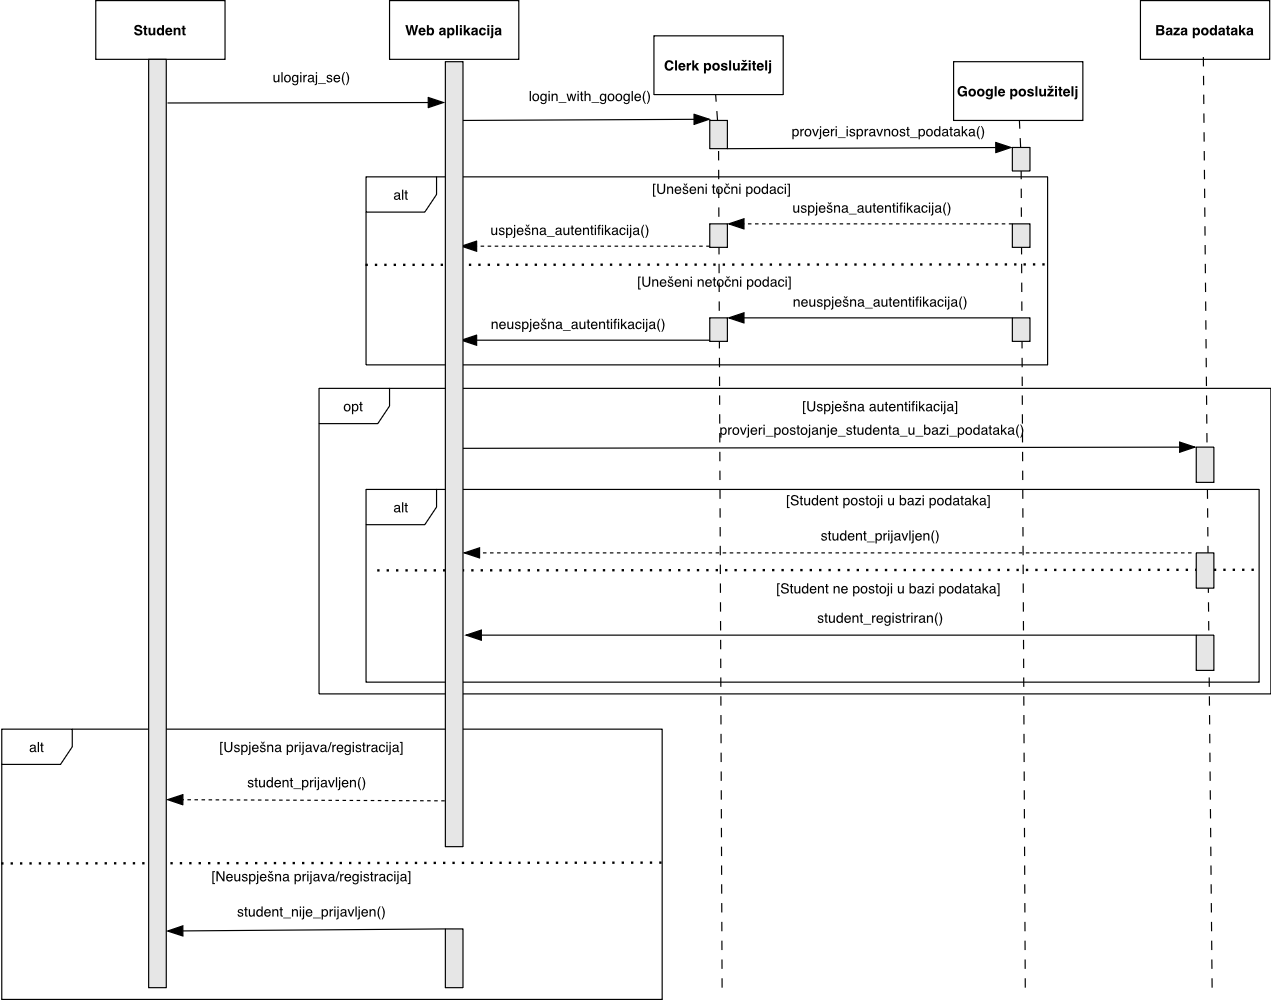 Student
Web aplikacija
Baza podataka
Clerk poslužitelj
Google poslužitelj
ulogiraj_se()
login_with_google()
provjeri_ispravnost_podataka()
alt
[Unešeni točni podaci]
uspješna_autentifikacija()
uspješna_autentifikacija()
[Unešeni netočni podaci]
neuspješna_autentifikacija()
neuspješna_autentifikacija()
opt
[Uspješna autentifikacija]
provjeri_postojanje_studenta_u_bazi_podataka()
alt
[Student postoji u bazi podataka]
student_prijavljen()
[Student ne postoji u bazi podataka]
student_registriran()
alt
[Uspješna prijava/registracija]
student_prijavljen()
[Neuspješna prijava/registracija]
student_nije_prijavljen()